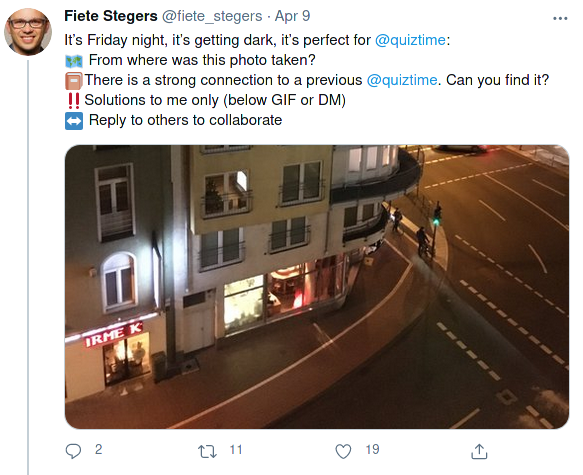 Fiete Stegers @fiete_stegers · Apr 9
It's Friday night, it's getting dark, it's perfect for @quiztime:
From where was this photo taken?
There is a strong connection to a previous @quiztime. Can you find it?
‼️Solutions to me only (below GIF or DM)
↔️ Reply to others to collaborate
IRME K
2 11 19